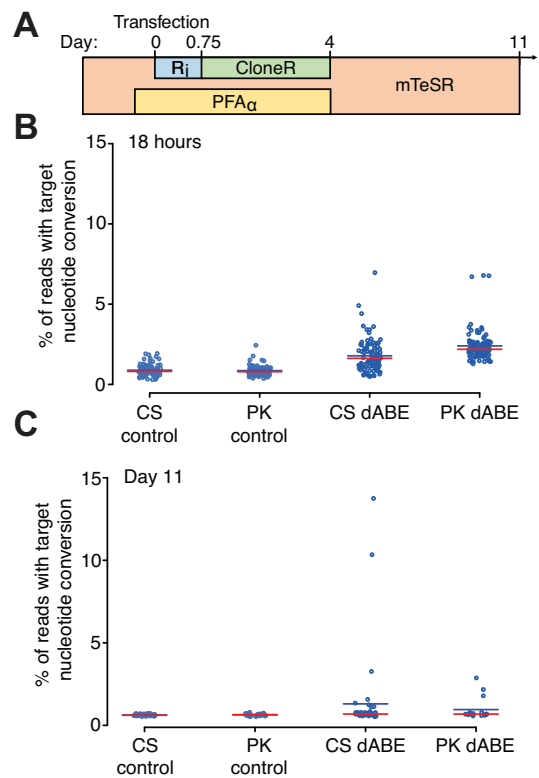 A
Transfection
Day: 0 0.75 4 11
Ri CloneR
mTeSR
PFAα
B
18 hours
% of reads with target
nucleotide conversion
15
10
5
0
CS
control
PK
control
CS dABE
PK dABE
C
Day 11
% of reads with target
nucleotide conversion
15
10
5
0
CS
control
PK
control
CS dABE
PK dABE